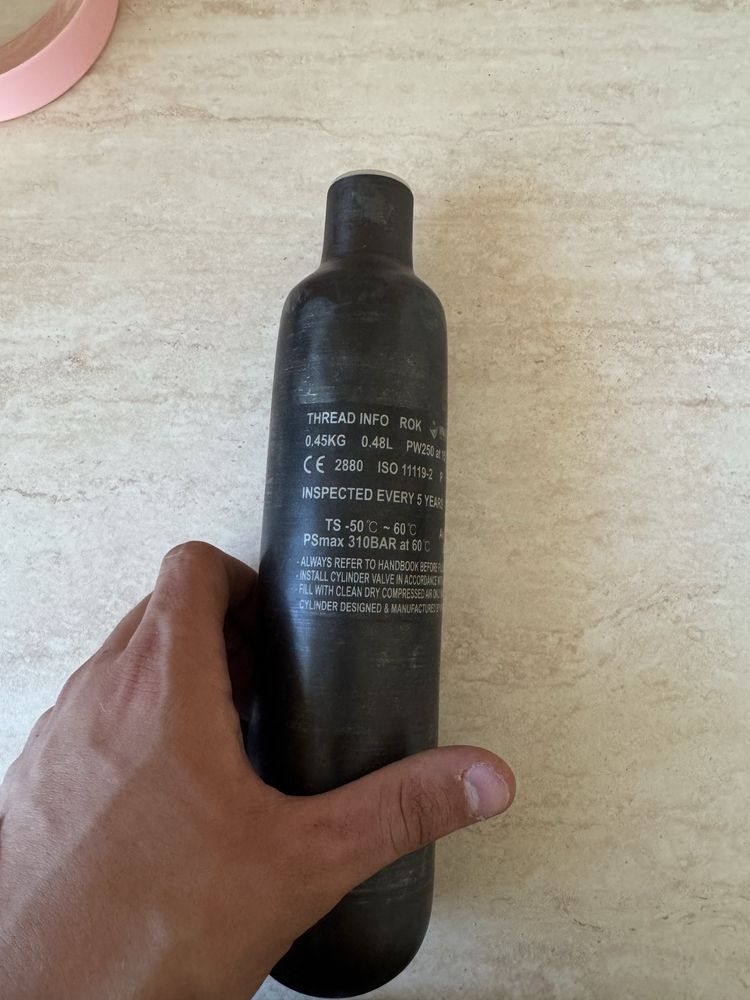 THREAD INFO ROK
0.45KG 0.48L PW250 at
CE 2880 ISO 11119-2 P
INSPECTED EVERY 5 YEARS
TS -50℃ ~ 60℃
PSmax 310BAR at 60℃
- ALWAYS REFER TO HANDBOOK BEFORE
- INSTALL CYLINDER VALVE IN ACCORDANCE
- FILL WITH CLEAN DRY COMPRESSED AIR
CYLINDER DESIGNED & MANUFACTURED